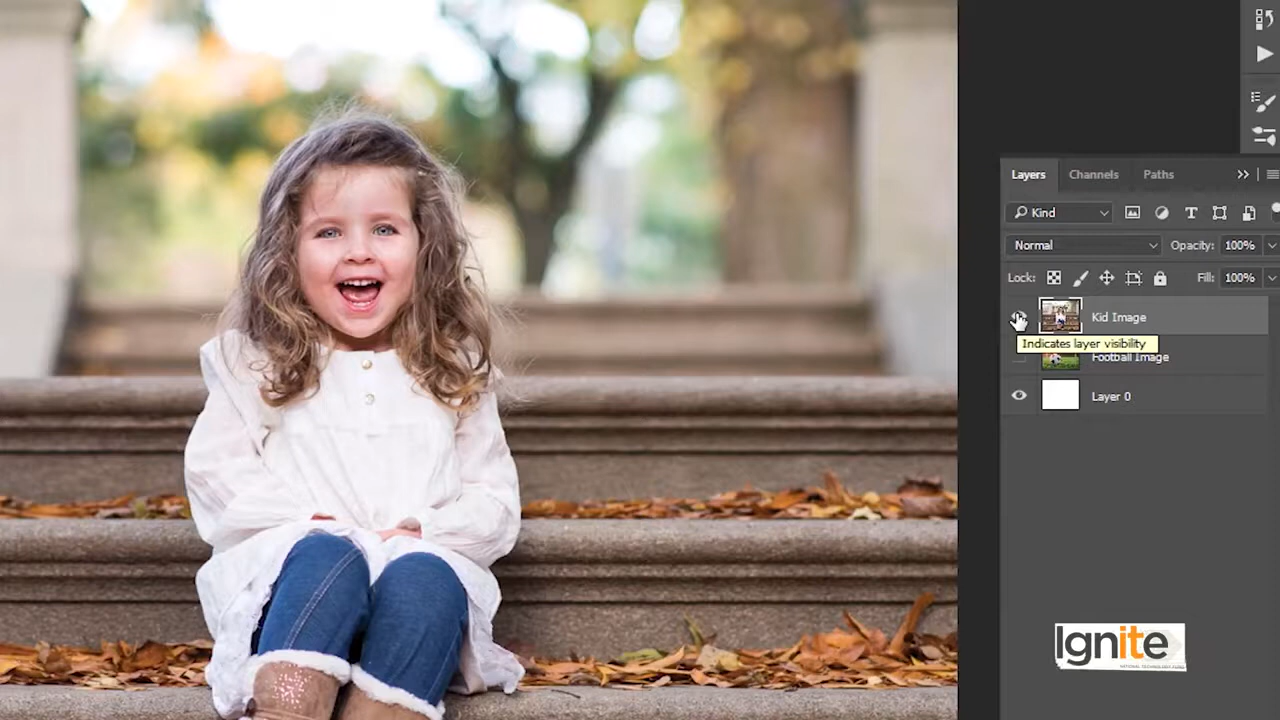 Layers Channels Paths
Kind
Normal Opacity: 100%
Lock: Fill: 100%
Kid Image
Indicates layer visibility
Football Image
Layer 0
Ignite